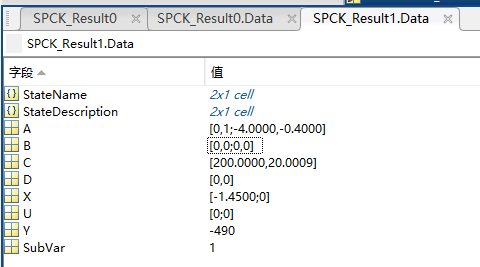 SPCK_Result0 SPCK_Result0.Data SPCK_Result1.Data
SPCK_Result1.Data
字段 值
StateName 2x1 cell
StateDescription 2x1 cell
A [0,1;-4.0000,-0.4000]
B [0,0;0,0]
C [200.0000,20.0009]
D [0,0]
X [-1.4500;0]
U [0;0]
Y -490
SubVar 1